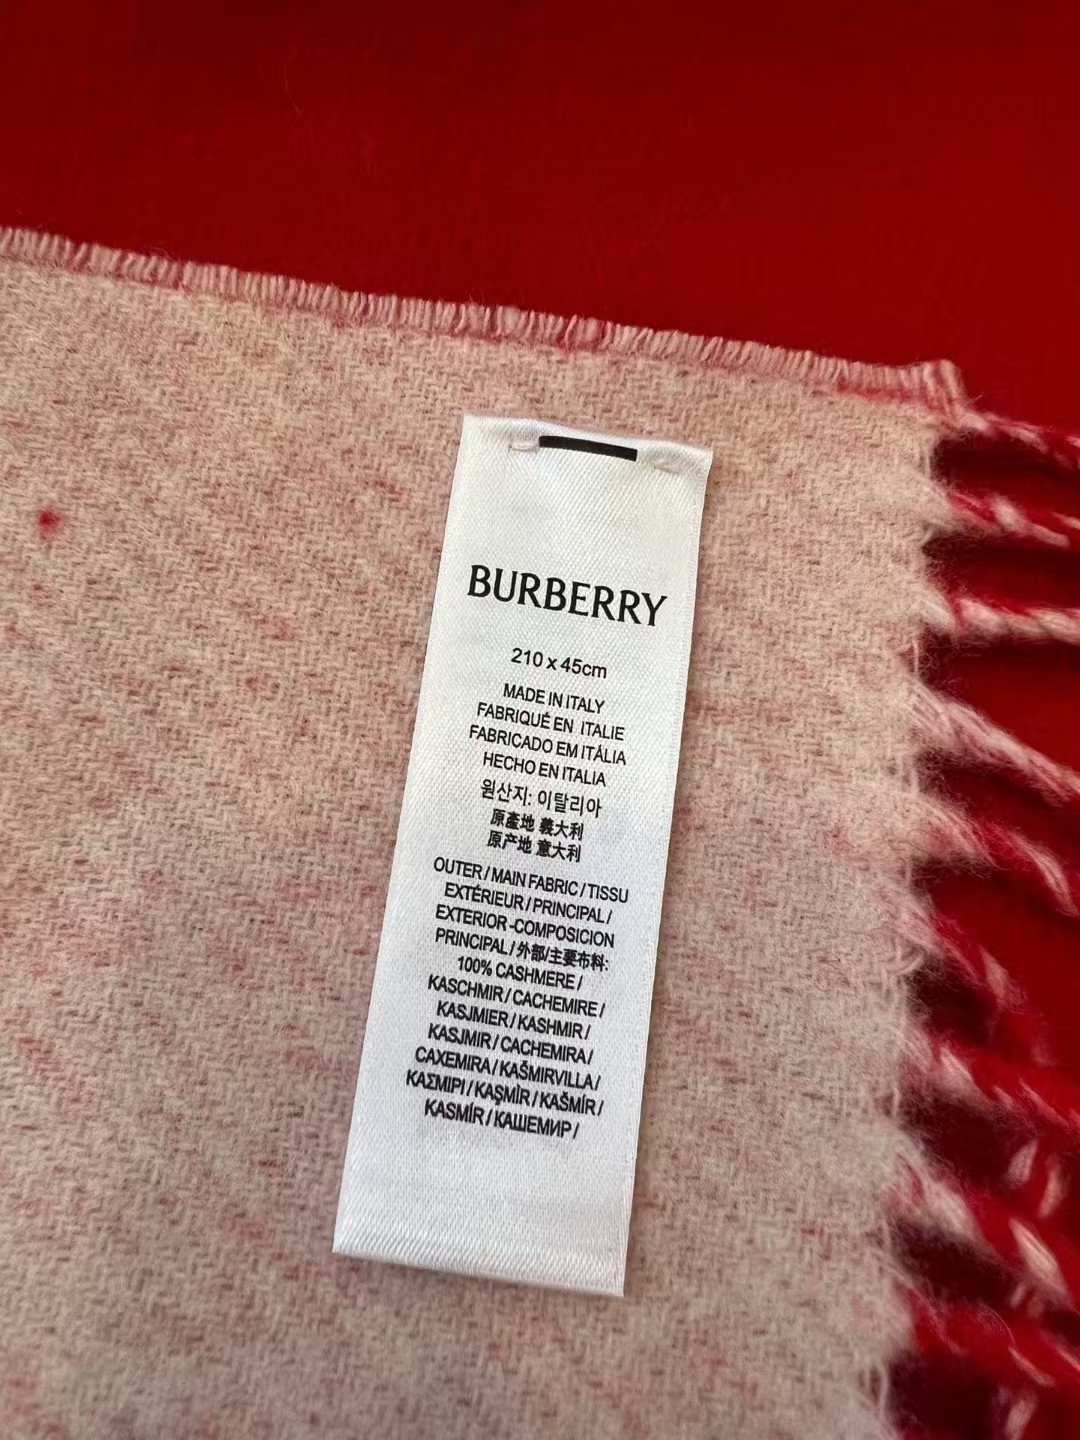 BURBERRY
210 x 45cm
MADE IN ITALY
FABRIQUÉ EN ITALIE
FABRICADO EM ITÁLIA
HECHO EN ITALIA
원산지: 이탈리아
原產地 義大利
原产地 意大利
OUTER / MAIN FABRIC / TISSU
EXTÉRIEUR / PRINCIPAL /
EXTERIOR -COMPOSICION
PRINCIPAL / 外部/主要布料:
100% CASHMERE /
KASCHMIR / CACHEMIRE /
KASJMIER / KASHMIR /
KASJMIR / CACHEMIRA /
CAXEMIRA / KAŠMIRVILLA /
ΚΑΣΜΙΡΙ / KAŞMİR / KAŠMÍR /
KASMÍR / КАШЕМИР /